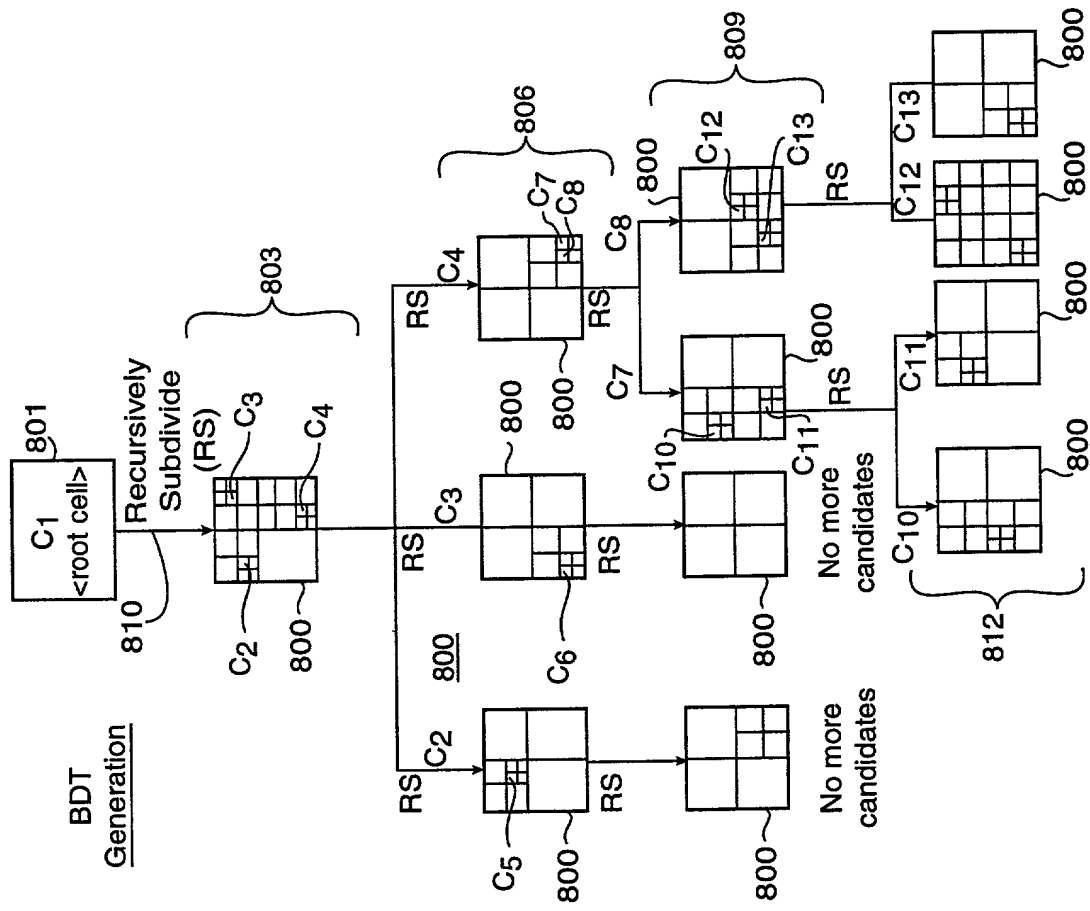 BDT
Generation
C1
<root cell>
801
810
Recursively
Subdivide
(RS)
803
C2
C3
C4
800
RS
C2
RS
C3
RS
C4
800
806
C5
800
RS
C6
800
RS
C7
C8
800
RS
C7
C8
809
800
No more
candidates
800
No more
candidates
C10
C11
800
RS
800
C12
C13
RS
C10
C11
C12
C13
812
800
800
800
800